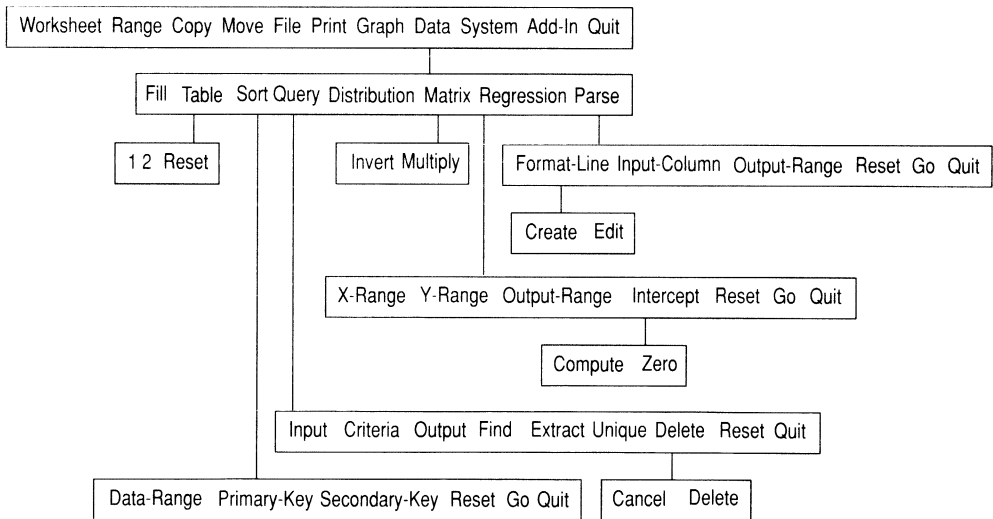 Worksheet Range Copy Move File Print Graph Data System Add-In Quit
Fill Table Sort Query Distribution Matrix Regression Parse
1 2 Reset
Invert Multiply
Format-Line Input-Column Output-Range Reset Go Quit
Create Edit
X-Range Y-Range Output-Range Intercept Reset Go Quit
Compute Zero
Input Criteria Output Find Extract Unique Delete Reset Quit
Data-Range Primary-Key Secondary-Key Reset Go Quit
Cancel Delete